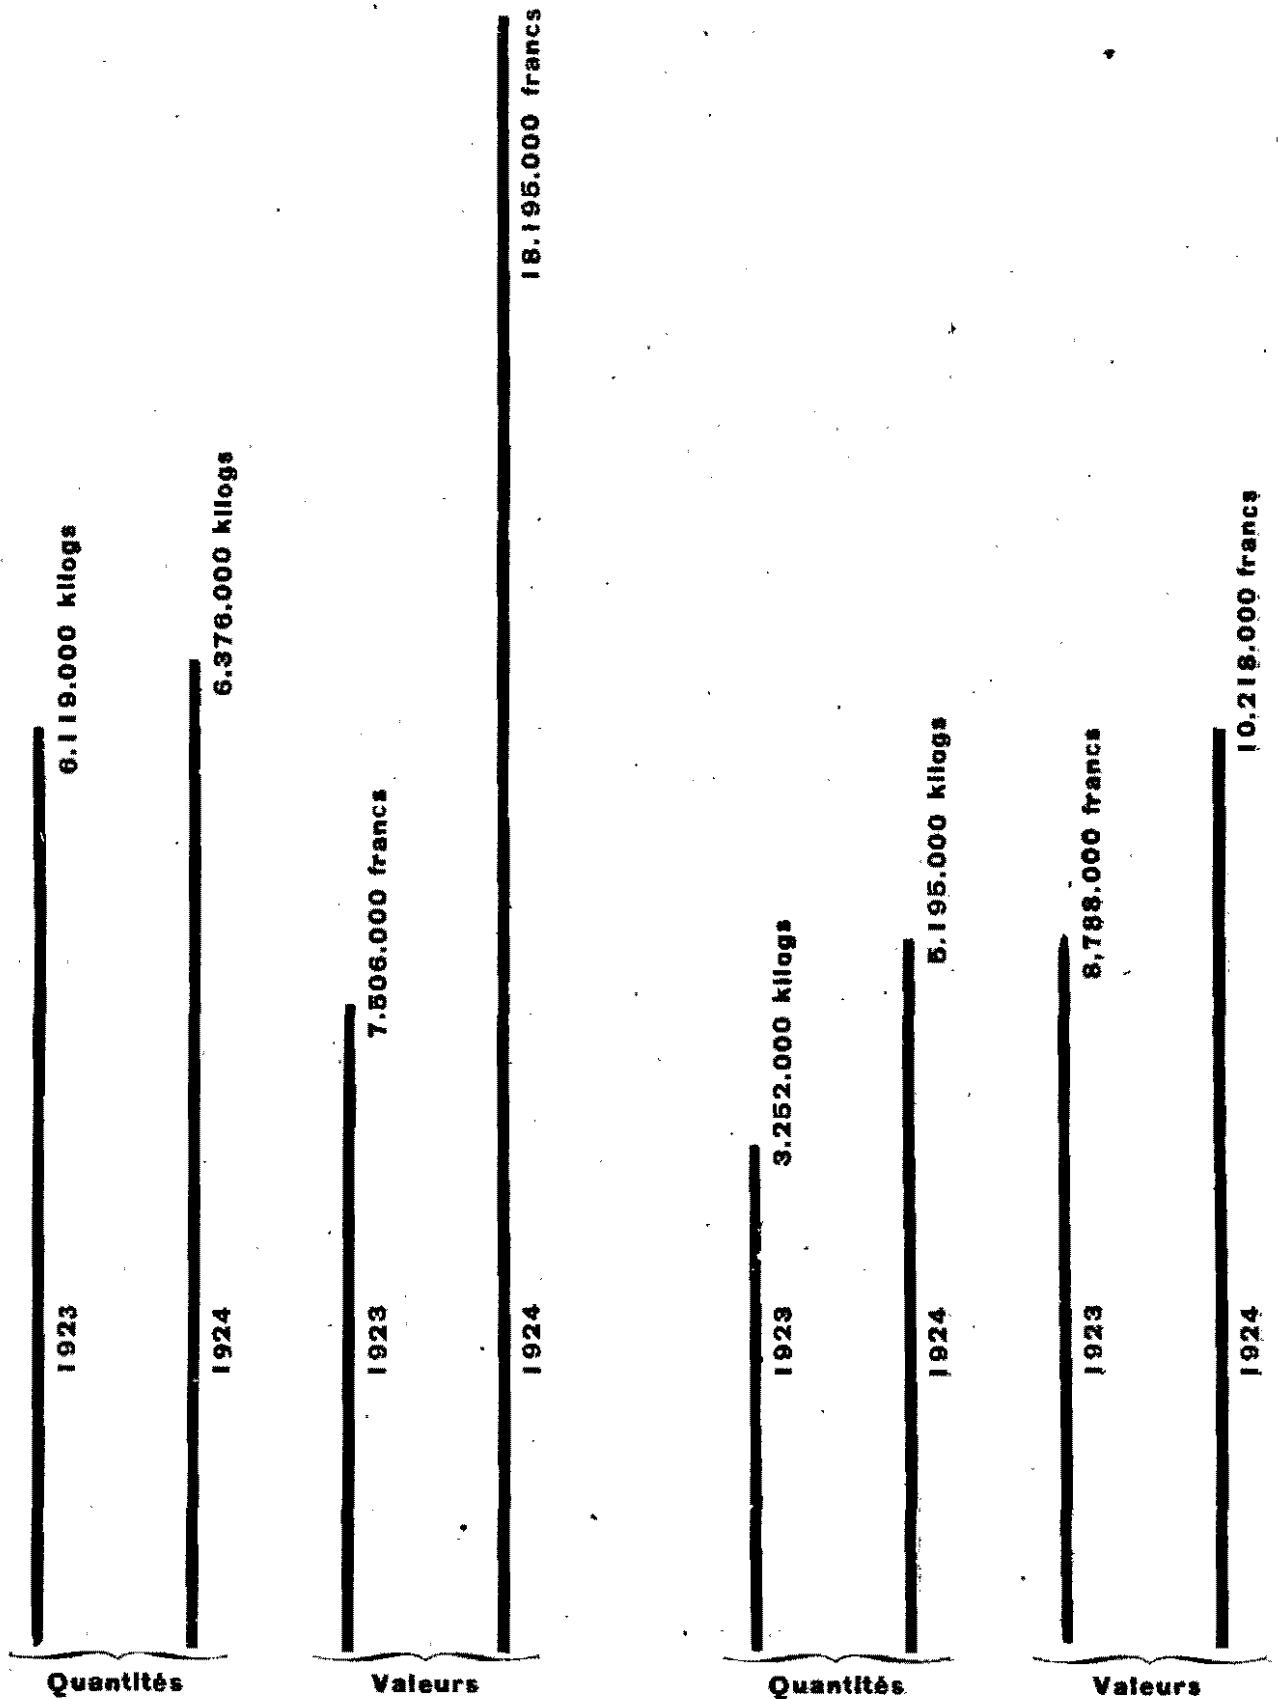 6.119.000 kilogs
1923
6.376.000 kilogs
1924
Quantités
7.506.000 francs
1923
18.195.000 francs
1924
Valeurs
3.252.000 kilogs
1923
5.195.000 kilogs
1924
Quantités
8,788.000 francs
1923
10.218.000 francs
1924
Valeurs